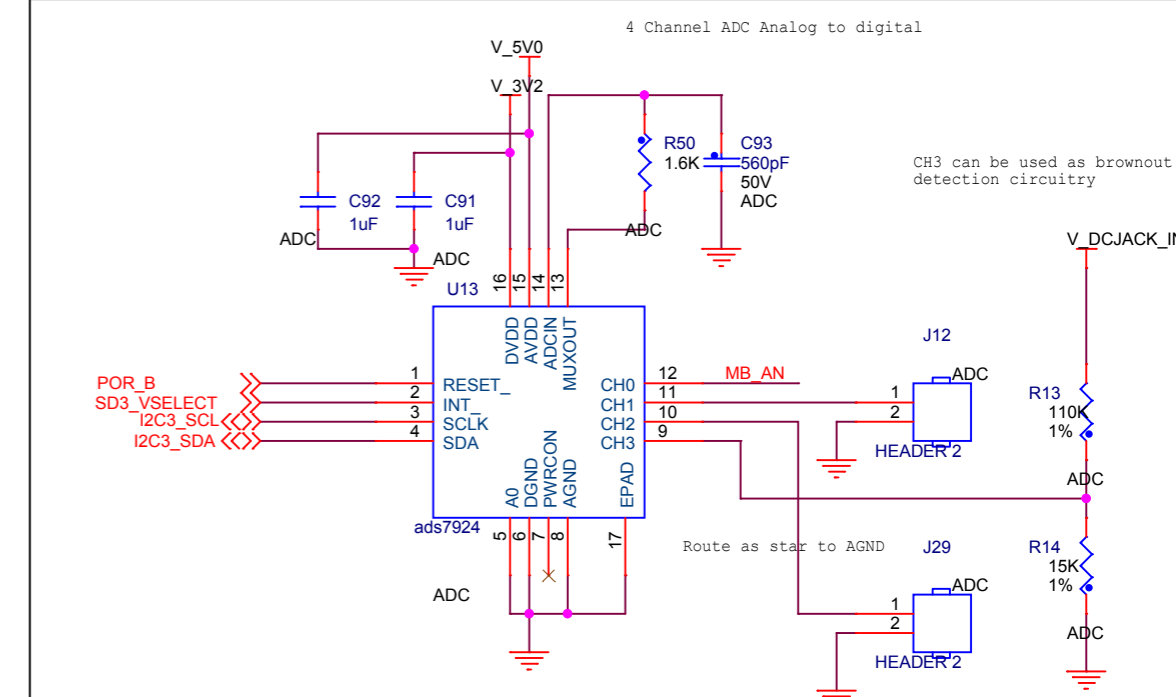 4 Channel ADC Analog to digital
V_5V0
V_3V2
R50
1.6K
C93
560pF
50V
ADC
CH3 can be used as brownout
detection circuitry
C92
1uF
C91
1uF
ADC
ADC
ADC
V_DCJACK_IN
U13
16
15
14
13
DVDD
AVDD
ADCIN
MUXOUT
J12
ADC
POR_B
SD3_VSELECT
I2C3_SCL
I2C3_SDA
1
2
3
4
RESET_
INT_
SCLK
SDA
CH0
CH1
CH2
CH3
12
11
10
9
MB_AN
1
2
HEADER 2
R13
110K
1%
ADC
A0
DGND
PWRCON
AGND
EPAD
ads7924
5
6
7
8
17
Route as star to AGND
J29
ADC
R14
15K
1%
ADC
1
2
HEADER 2
ADC